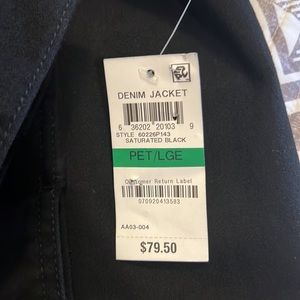 DENIM JACKET
6 36202 20103 9
STYLE 60226P143
SATURATED BLACK
PET/LGE
Customer Return Label
970920413583
AA03-004
$79.50